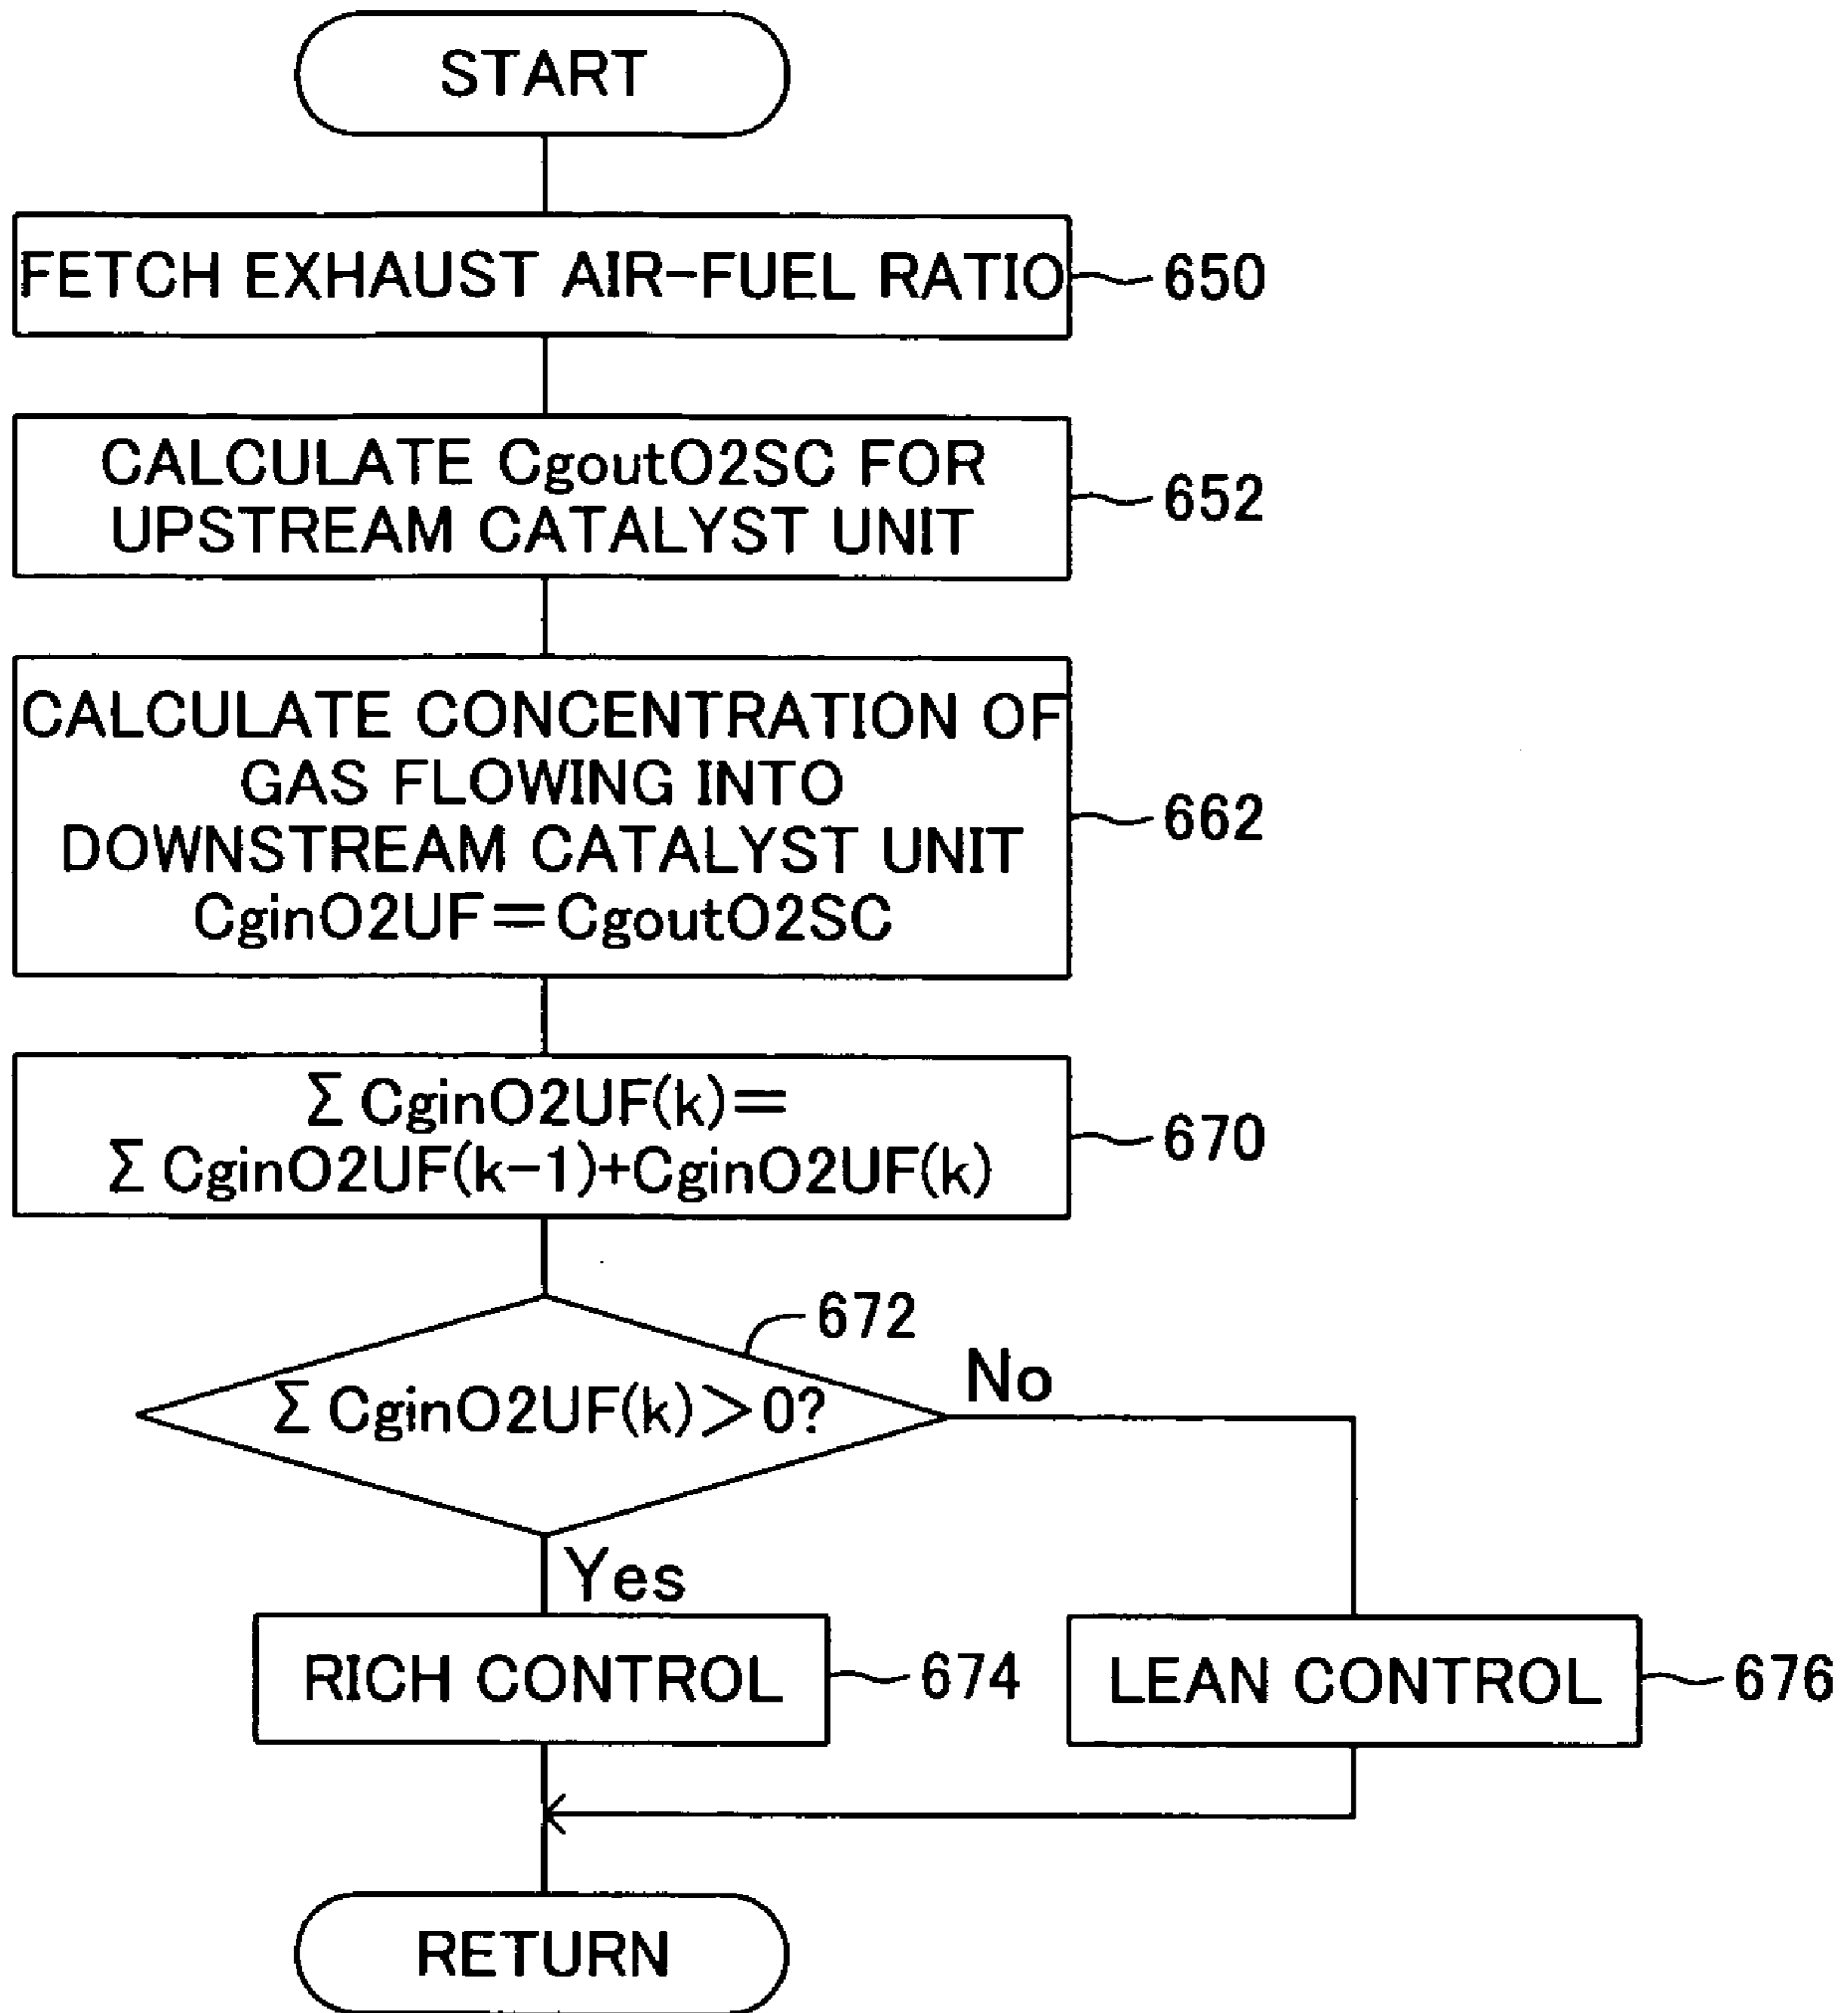 START
FETCH EXHAUST AIR-FUEL RATIO
650
CALCULATE CgoutO2SC FOR
UPSTREAM CATALYST UNIT
652
CALCULATE CONCENTRATION OF
GAS FLOWING INTO
DOWNSTREAM CATALYST UNIT
CginO2UF=CgoutO2SC
662
Σ CginO2UF(k)=
Σ CginO2UF(k-1)+CginO2UF(k)
670
672
Σ CginO2UF(k)>0?
No
Yes
RICH CONTROL
674
LEAN CONTROL
676
RETURN